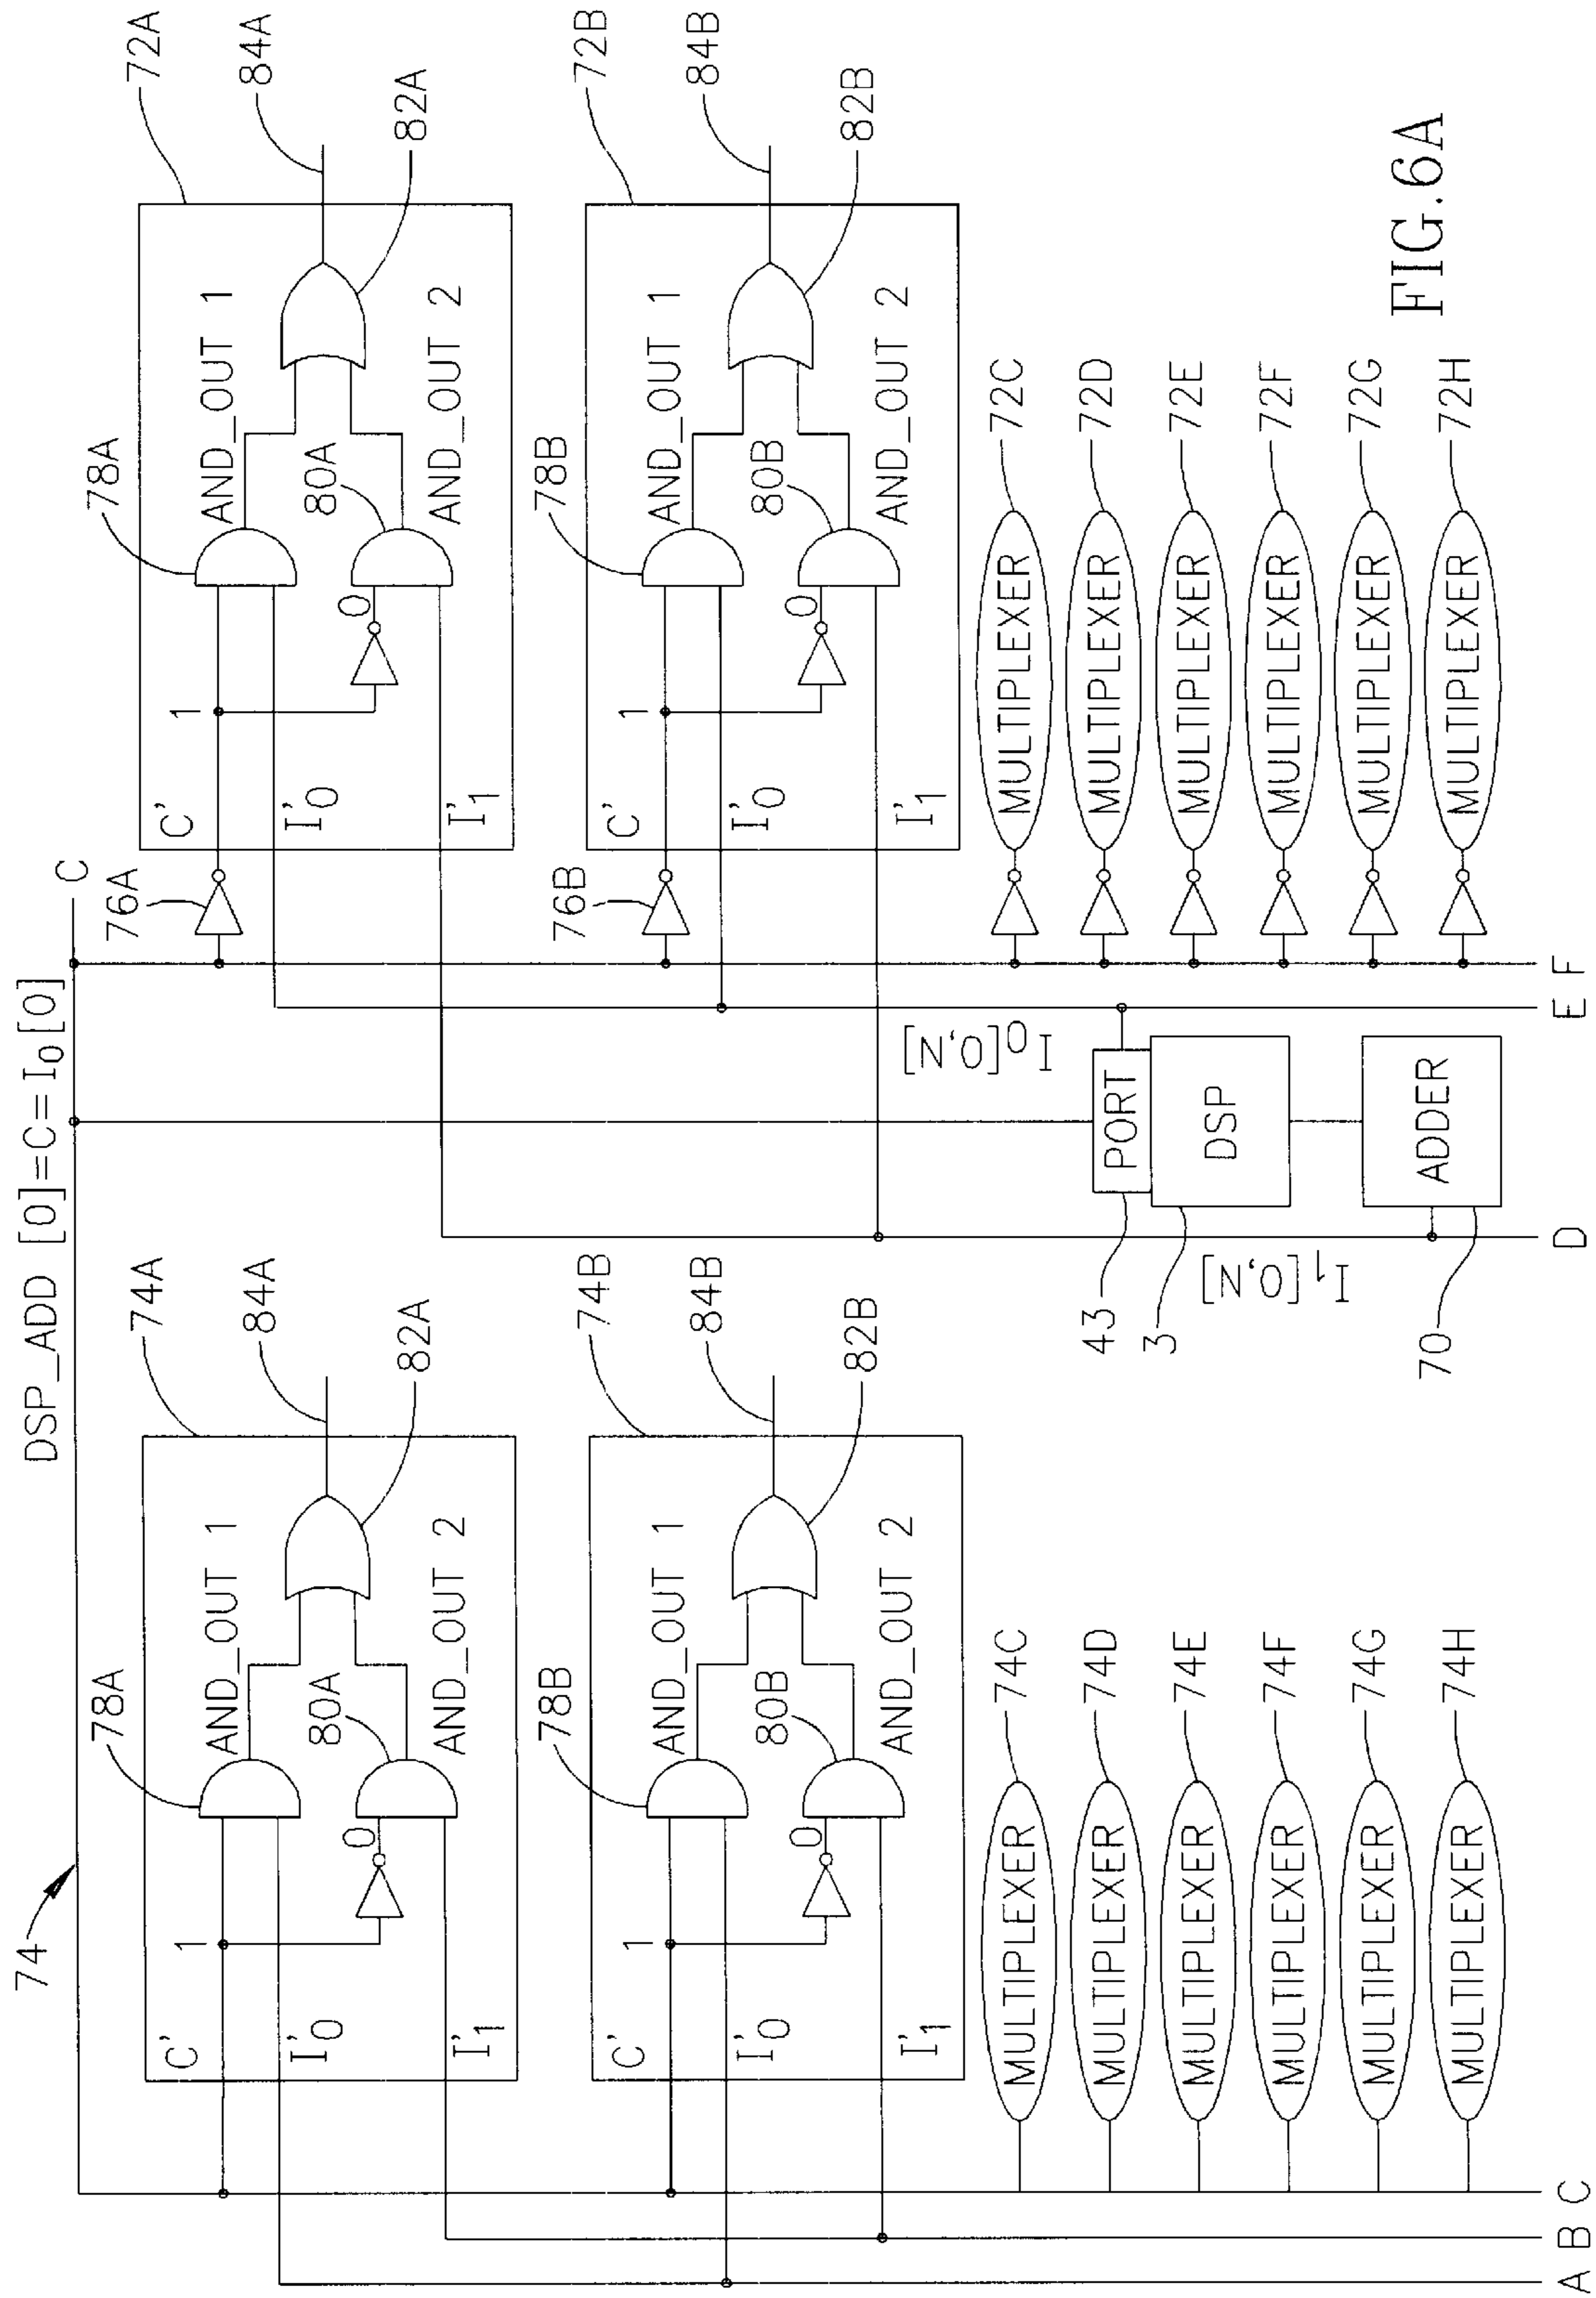 DSP_ADD [0]=C=I0[0]
C
74
74A
84A
78A
AND_OUT 1
82A
80A
AND_OUT 2
1
0
C'
I'0
I'1
74B
84B
78B
AND_OUT 1
82B
80B
AND_OUT 2
1
0
C'
I'0
I'1
MULTIPLEXER 74C
MULTIPLEXER 74D
MULTIPLEXER 74E
MULTIPLEXER 74F
MULTIPLEXER 74G
MULTIPLEXER 74H
A
B
C
76A
72A
84A
78A
AND_OUT 1
82A
80A
AND_OUT 2
1
0
C'
I'0
I'1
76B
72B
84B
78B
AND_OUT 1
82B
80B
AND_OUT 2
1
0
C'
I'0
I'1
I0[0,N]
I1[0,N]
PORT
43
DSP
3
ADDER
70
MULTIPLEXER 72C
MULTIPLEXER 72D
MULTIPLEXER 72E
MULTIPLEXER 72F
MULTIPLEXER 72G
MULTIPLEXER 72H
D
E
F
FIG.6A